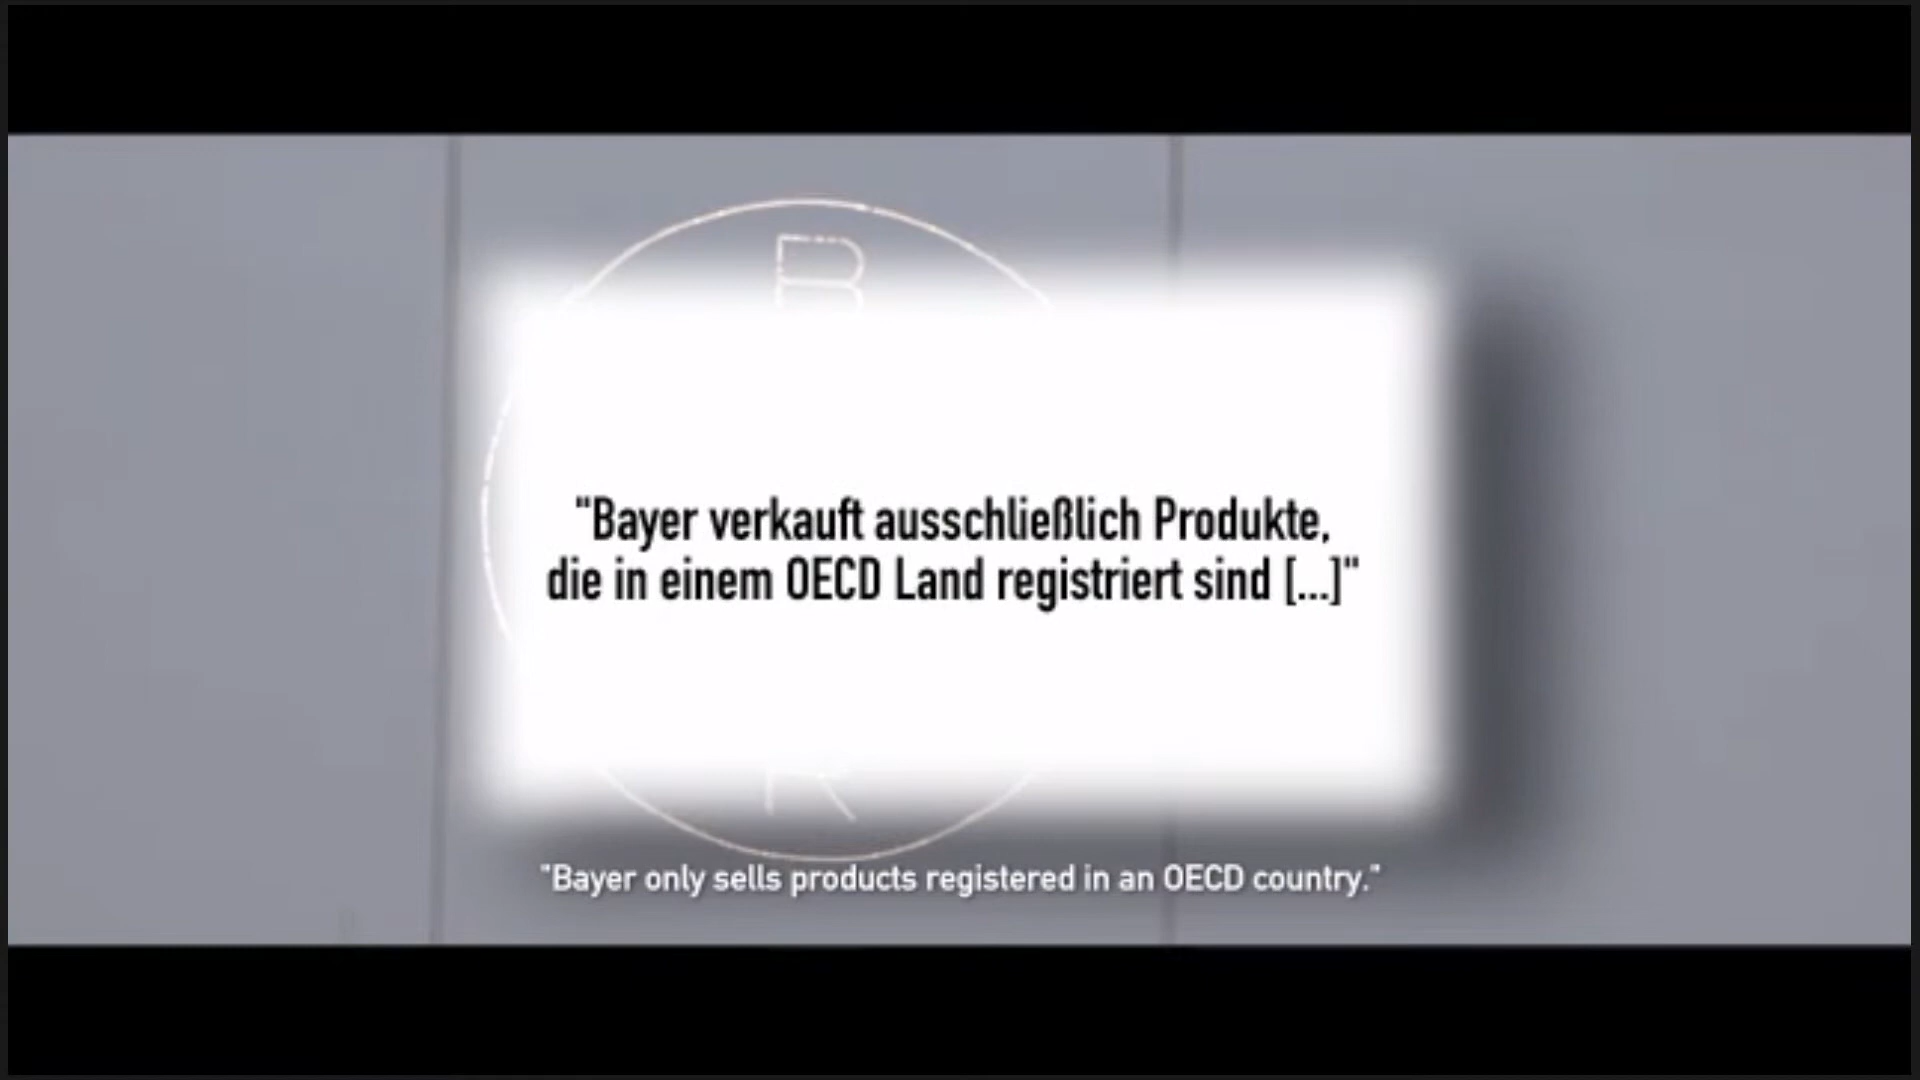 B
"Bayer verkauft ausschließlich Produkte,
die in einem OECD Land registriert sind [...]"
R
"Bayer only sells products registered in an OECD country."